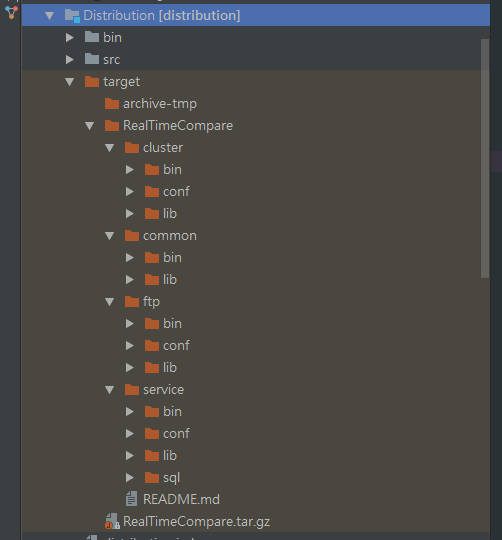 Distribution [distribution]
bin
src
target
archive-tmp
RealTimeCompare
cluster
bin
conf
lib
common
bin
lib
ftp
bin
conf
lib
service
bin
conf
lib
sql
README.md
RealTimeCompare.tar.gz